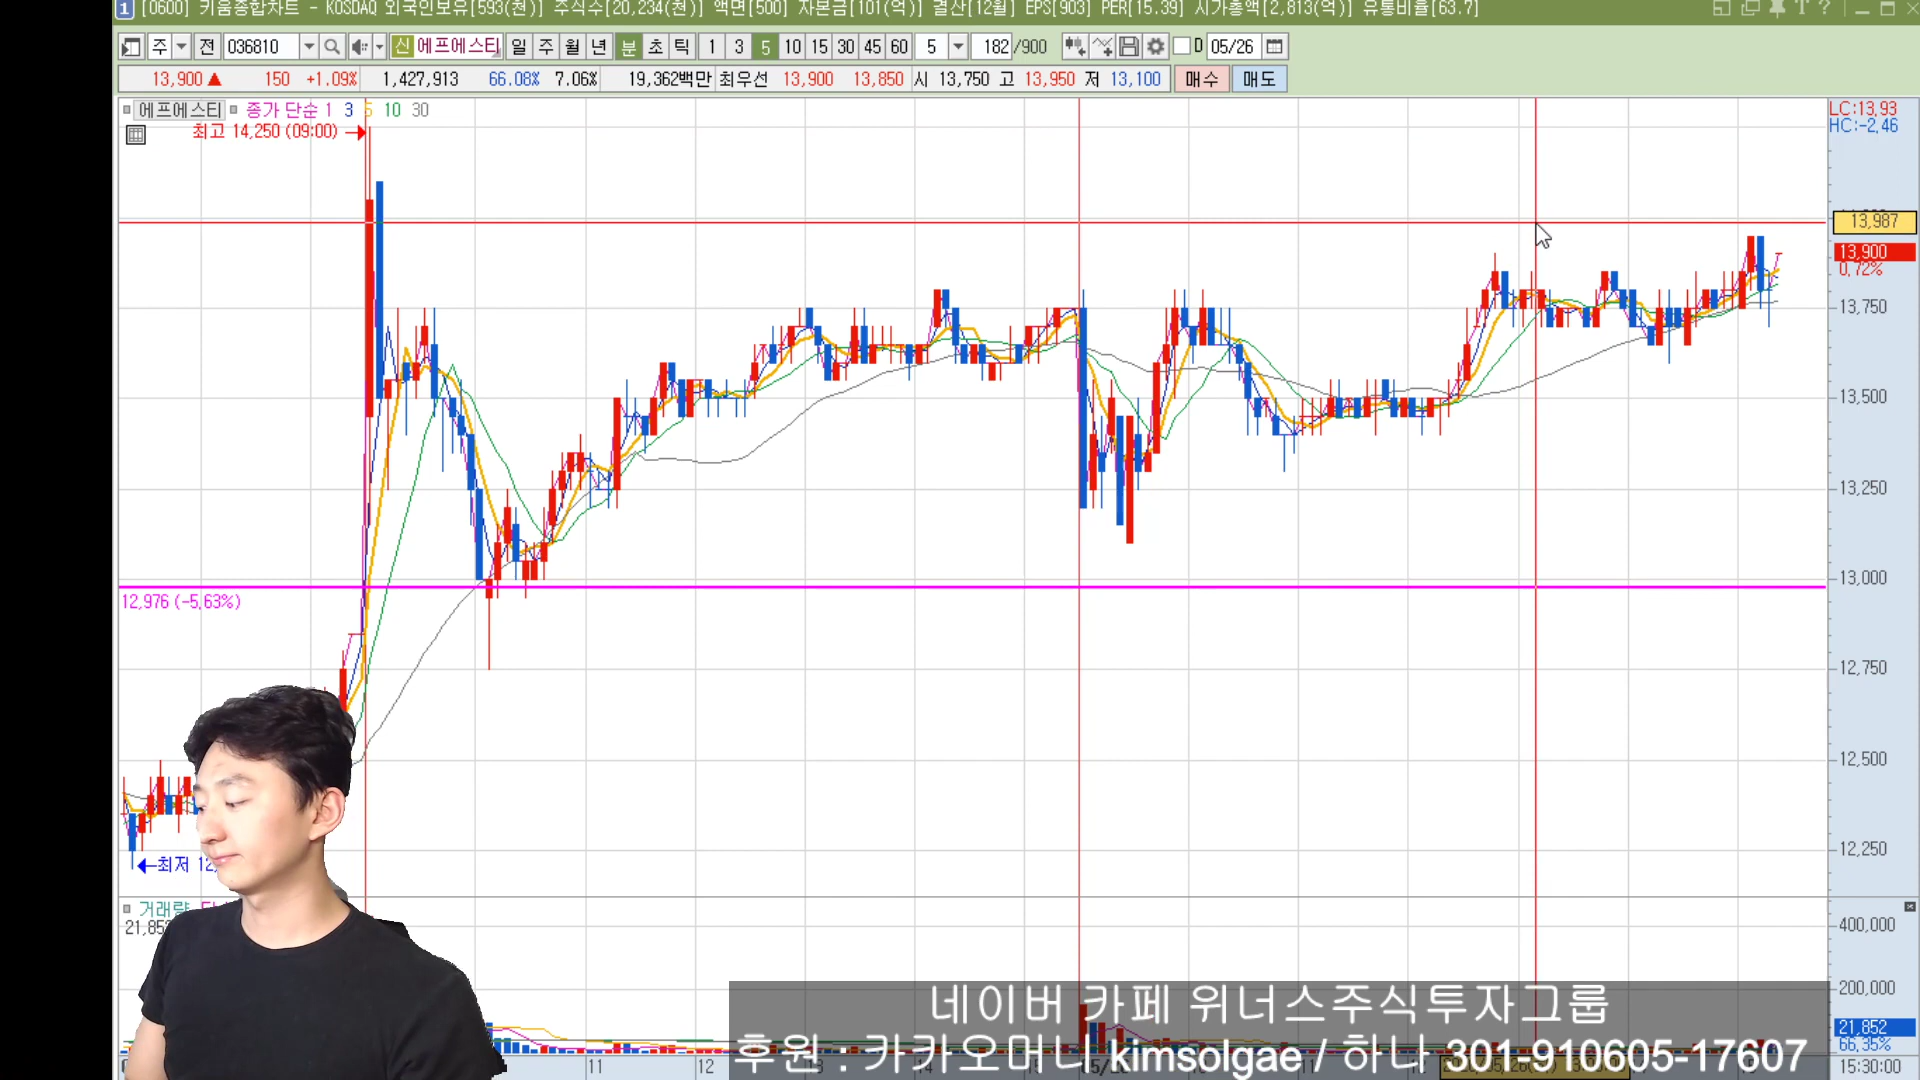 [0600] 키움종합차트 - KOSDAQ 외국인보유[593(천)] 주식수[20,234(천)] 액면[500] 자본금[101(억)] 결산[12월] EPS[903] PER[15.39] 시가총액[2,813(억)] 유통비율[63.7]
주 전 036810 신 에프에스티 일 주 월 년 분 초 틱 1 3 5 10 15 30 45 60 5 182 /900 D 05/26
13,900 ▲ 150 +1.09% 1,427,913 66.08% 7.06% 19,362백만 최우선 13,900 13,850 시 13,750 고 13,950 저 13,100 매수 매도
에프에스티 종가 단순 1 3 5 10 30
LC:13,93
HC:-2,46
최고 14,250 (09:00)
13,987
13,900
0,72%
13,750
13,500
13,250
13,000
12,976 (-5,63%)
12,750
12,500
12,250
최저
거래량
400,000
200,000
21,852
66,35%
11 12
15:30:00
네이버 카페 위너스주식투자그룹
후원 : 카카오머니 kimsolgae / 하나 301-910605-17607